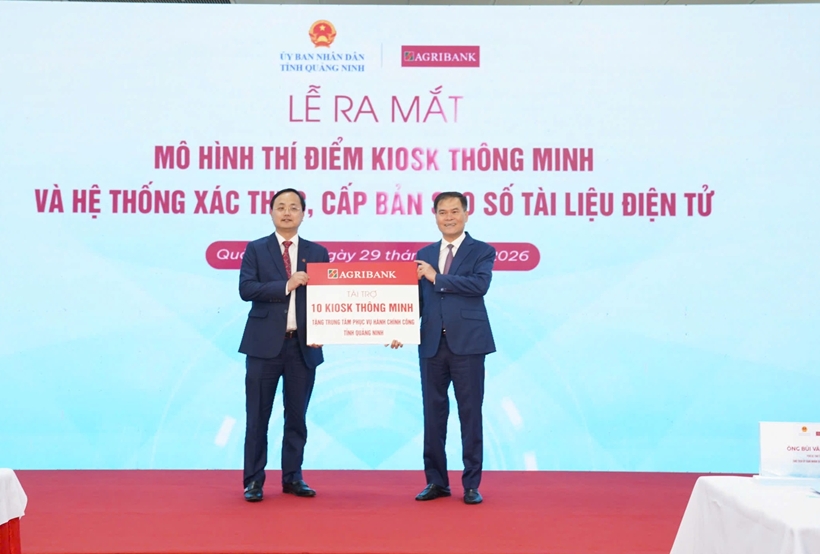 ỦY BAN NHÂN DÂN
TỈNH QUẢNG NINH
AGRIBANK
LỄ RA MẮT
MÔ HÌNH THÍ ĐIỂM KIOSK THÔNG MINH
VÀ HỆ THỐNG XÁC THỰC, CẤP BẢN SAO SỐ TÀI LIỆU ĐIỆN TỬ
ngày 29 2026
AGRIBANK
TÀI TRỢ
10 KIOSK THÔNG MINH
TẶNG TRUNG TÂM PHỤC VỤ HÀNH CHÍNH CÔNG
TỈNH QUẢNG NINH
ÔNG BÙI